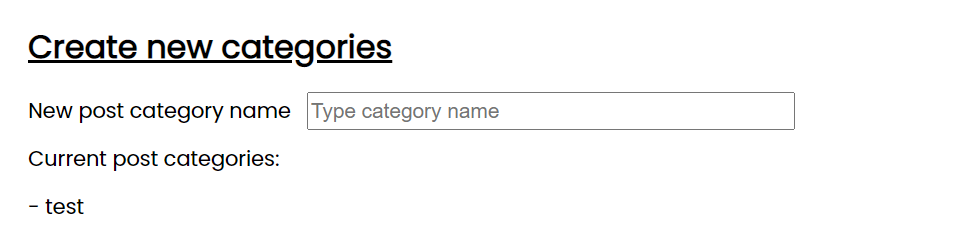 Create new categories
New post category name Type category name
Current post categories:
- test